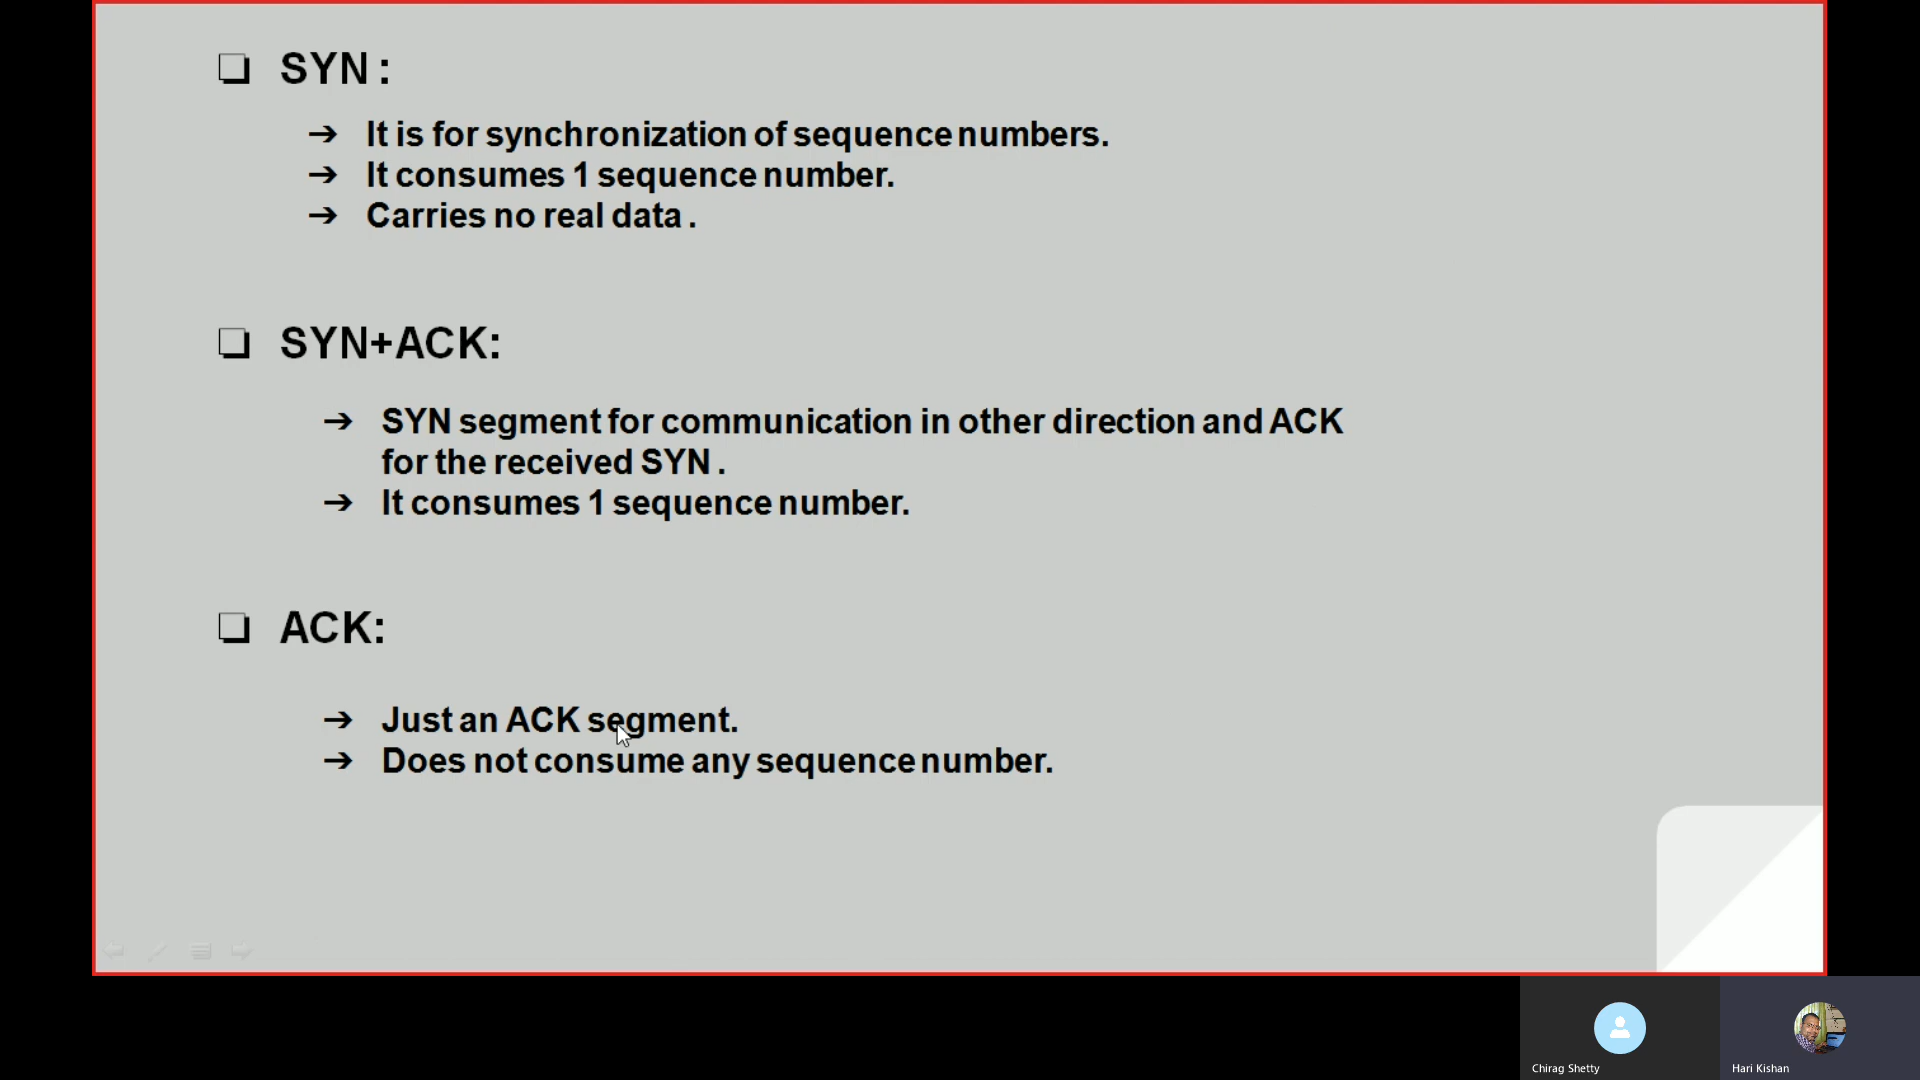 SYN :
It is for synchronization of sequence numbers.
It consumes 1 sequence number.
Carries no real data .
SYN+ACK:
SYN segment for communication in other direction and ACK
for the received SYN .
It consumes 1 sequence number.
ACK:
Just an ACK segment.
Does not consume any sequence number.
Chirag Shetty
Hari Kishan